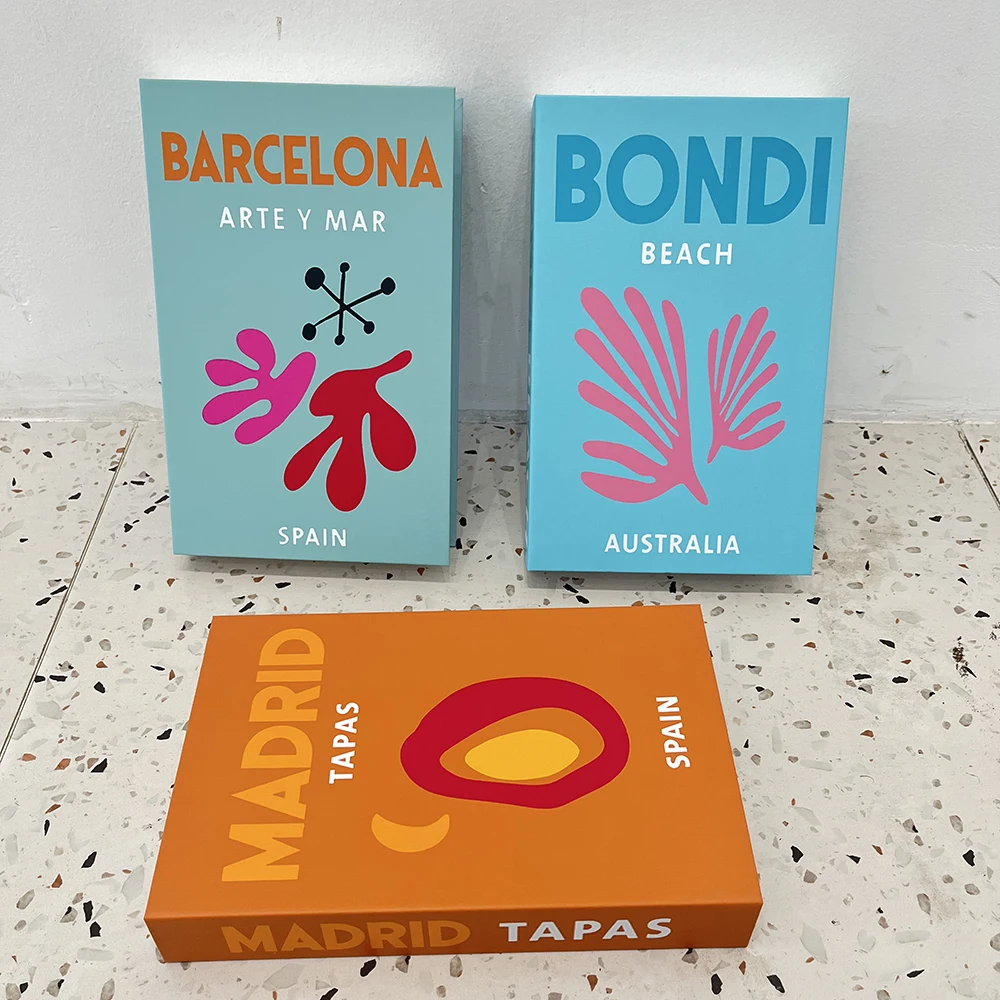 BARCELONA
ARTE Y MAR
SPAIN
BONDI
BEACH
AUSTRALIA
MADRID
TAPAS
SPAIN
MADRID TAPAS